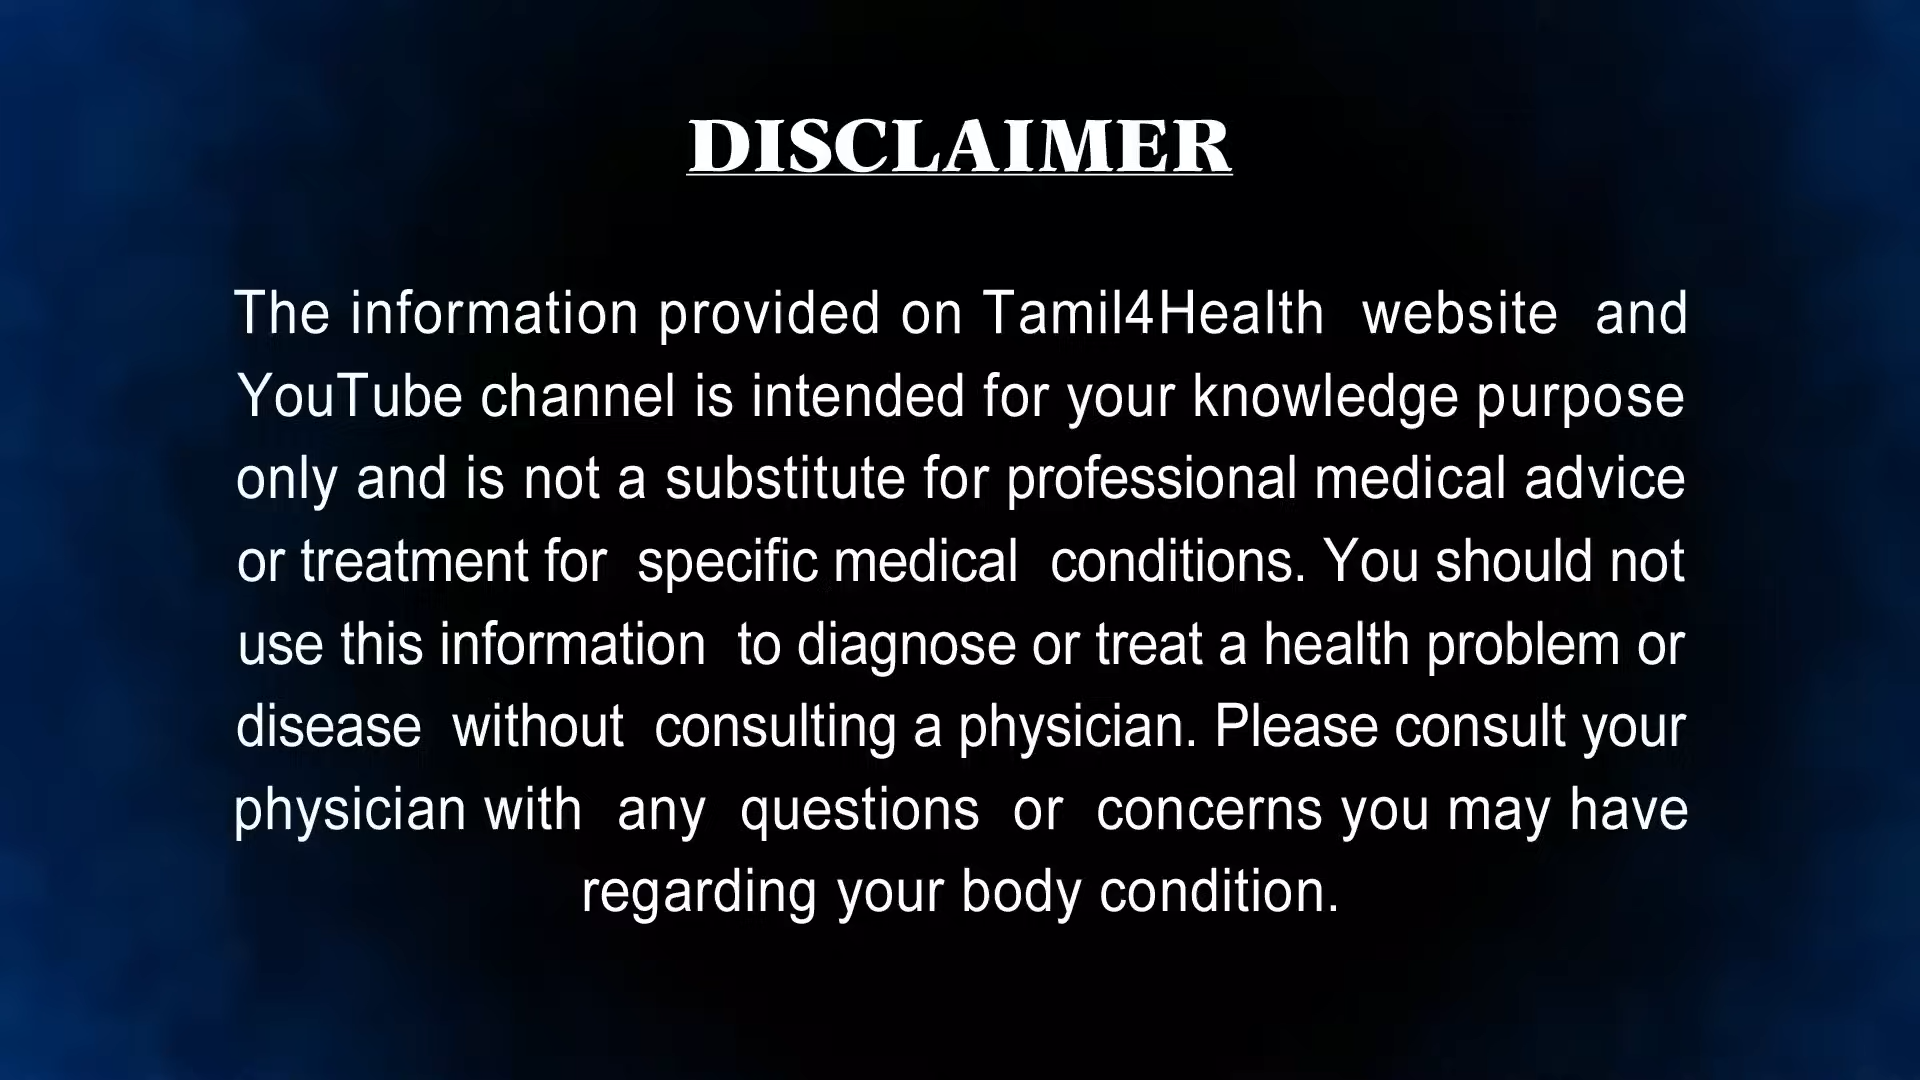 DISCLAIMER
The information provided on Tamil4Health website and
YouTube channel is intended for your knowledge purpose
only and is not a substitute for professional medical advice
or treatment for specific medical conditions. You should not
use this information to diagnose or treat a health problem or
disease without consulting a physician. Please consult your
physician with any questions or concerns you may have
regarding your body condition.